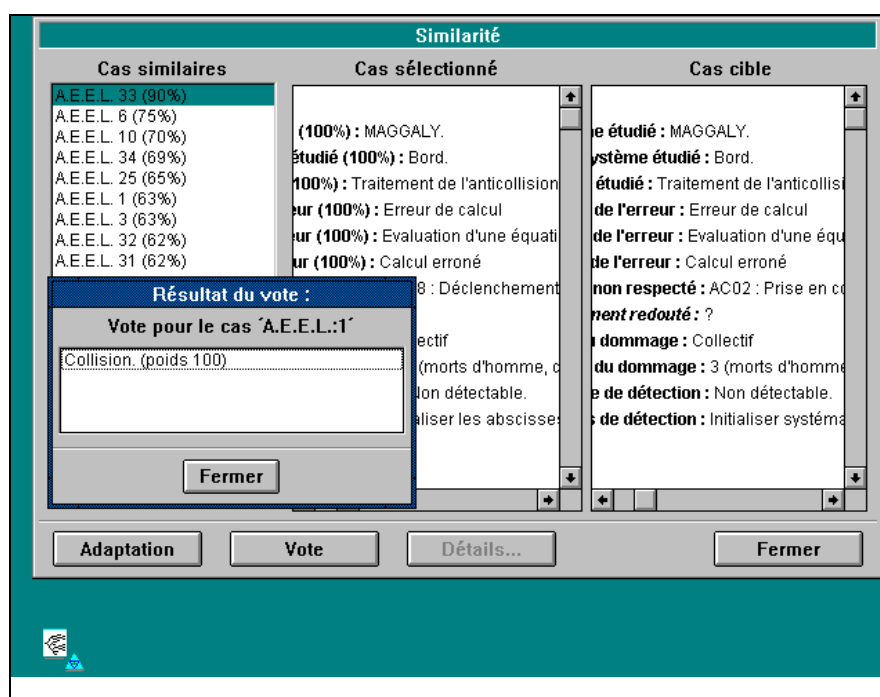 Similarité
Cas similaires
Cas sélectionné
Cas cible
A.E.E.L. 33 (90%)
A.E.E.L. 6 (75%)
A.E.E.L. 10 (70%)
A.E.E.L. 34 (69%)
A.E.E.L. 25 (65%)
A.E.E.L. 1 (63%)
A.E.E.L. 3 (63%)
A.E.E.L. 32 (62%)
A.E.E.L. 31 (62%)
(100%) : MAGGALY.
étudié (100%) : Bord.
100%) : Traitement de l'anticollision
eur (100%) : Erreur de calcul
eur (100%) : Evaluation d'une équati
ur (100%) : Calcul erroné
8 : Déclenchement
ectif
(morts d'homme, d
Non détectable.
aliser les abscisses
e étudié : MAGGALY.
ystème étudié : Bord.
étudié : Traitement de l'anticollisi
de l'erreur : Erreur de calcul
de l'erreur : Evaluation d'une équ
de l'erreur : Calcul erroné
non respecté : AC02 : Prise en co
ment redouté : ?
dommage : Collectif
du dommage : 3 (morts d'homme
e de détection : Non détectable.
de détection : Initialiser systéma
Résultat du vote :
Vote pour le cas ´A.E.E.L.:1´
Collision. (poids 100)
Fermer
Adaptation
Vote
Détails...
Fermer